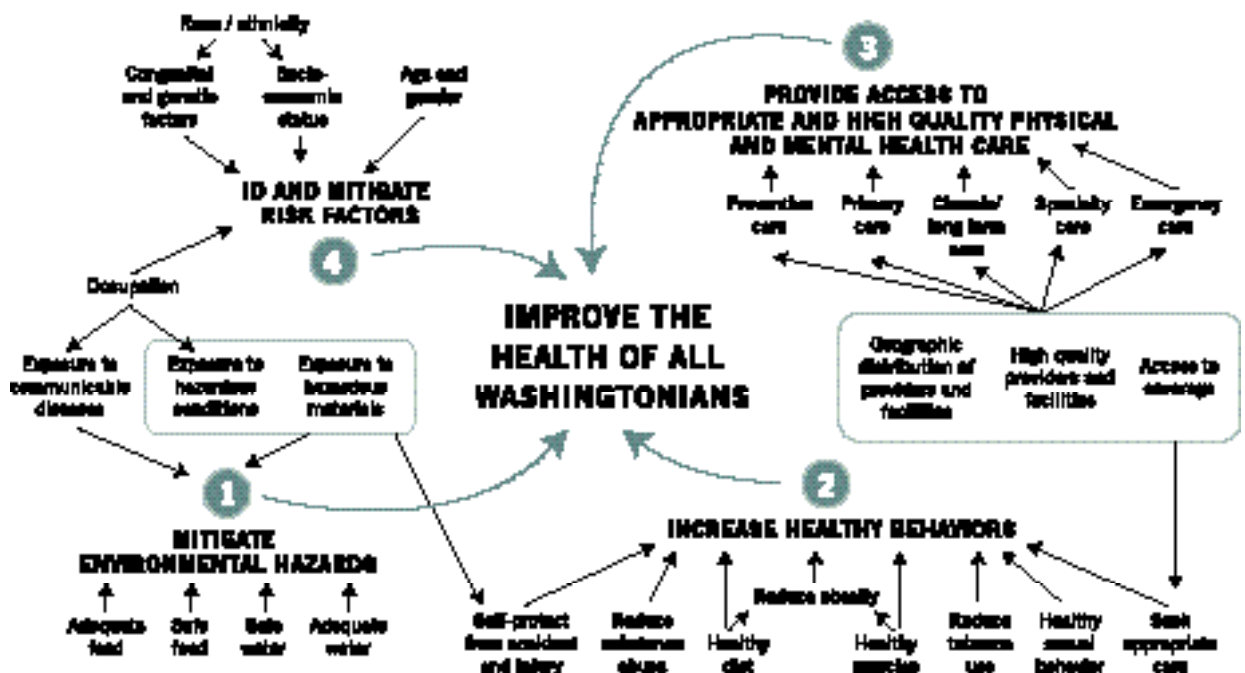 Race / ethnicity
Congenital
and genetic
factors
Socio-
economic
status
Age and
gender
ID AND MITIGATE
RISK FACTORS
4
3
PROVIDE ACCESS TO
APPROPRIATE AND HIGH QUALITY PHYSICAL
AND MENTAL HEALTH CARE
Preventive
care
Primary
care
Chronic/
long term
care
Specialty
care
Emergency
care
Occupation
Exposure to
communicable
diseases
Exposure to
hazardous
conditions
Exposure to
hazardous
materials
IMPROVE THE
HEALTH OF ALL
WASHINGTONIANS
Geographic
distribution of
providers and
facilities
High quality
providers and
facilities
Access to
coverage
1
MITIGATE
ENVIRONMENTAL HAZARDS
Adequate
food
Safe
food
Safe
water
Adequate
water
2
INCREASE HEALTHY BEHAVIORS
Self-protect
from accident
and injury
Reduce
substance
abuse
Healthy
diet
Reduce obesity
Healthy
exercise
Reduce
tobacco
use
Healthy
sexual
behavior
Seek
appropriate
care